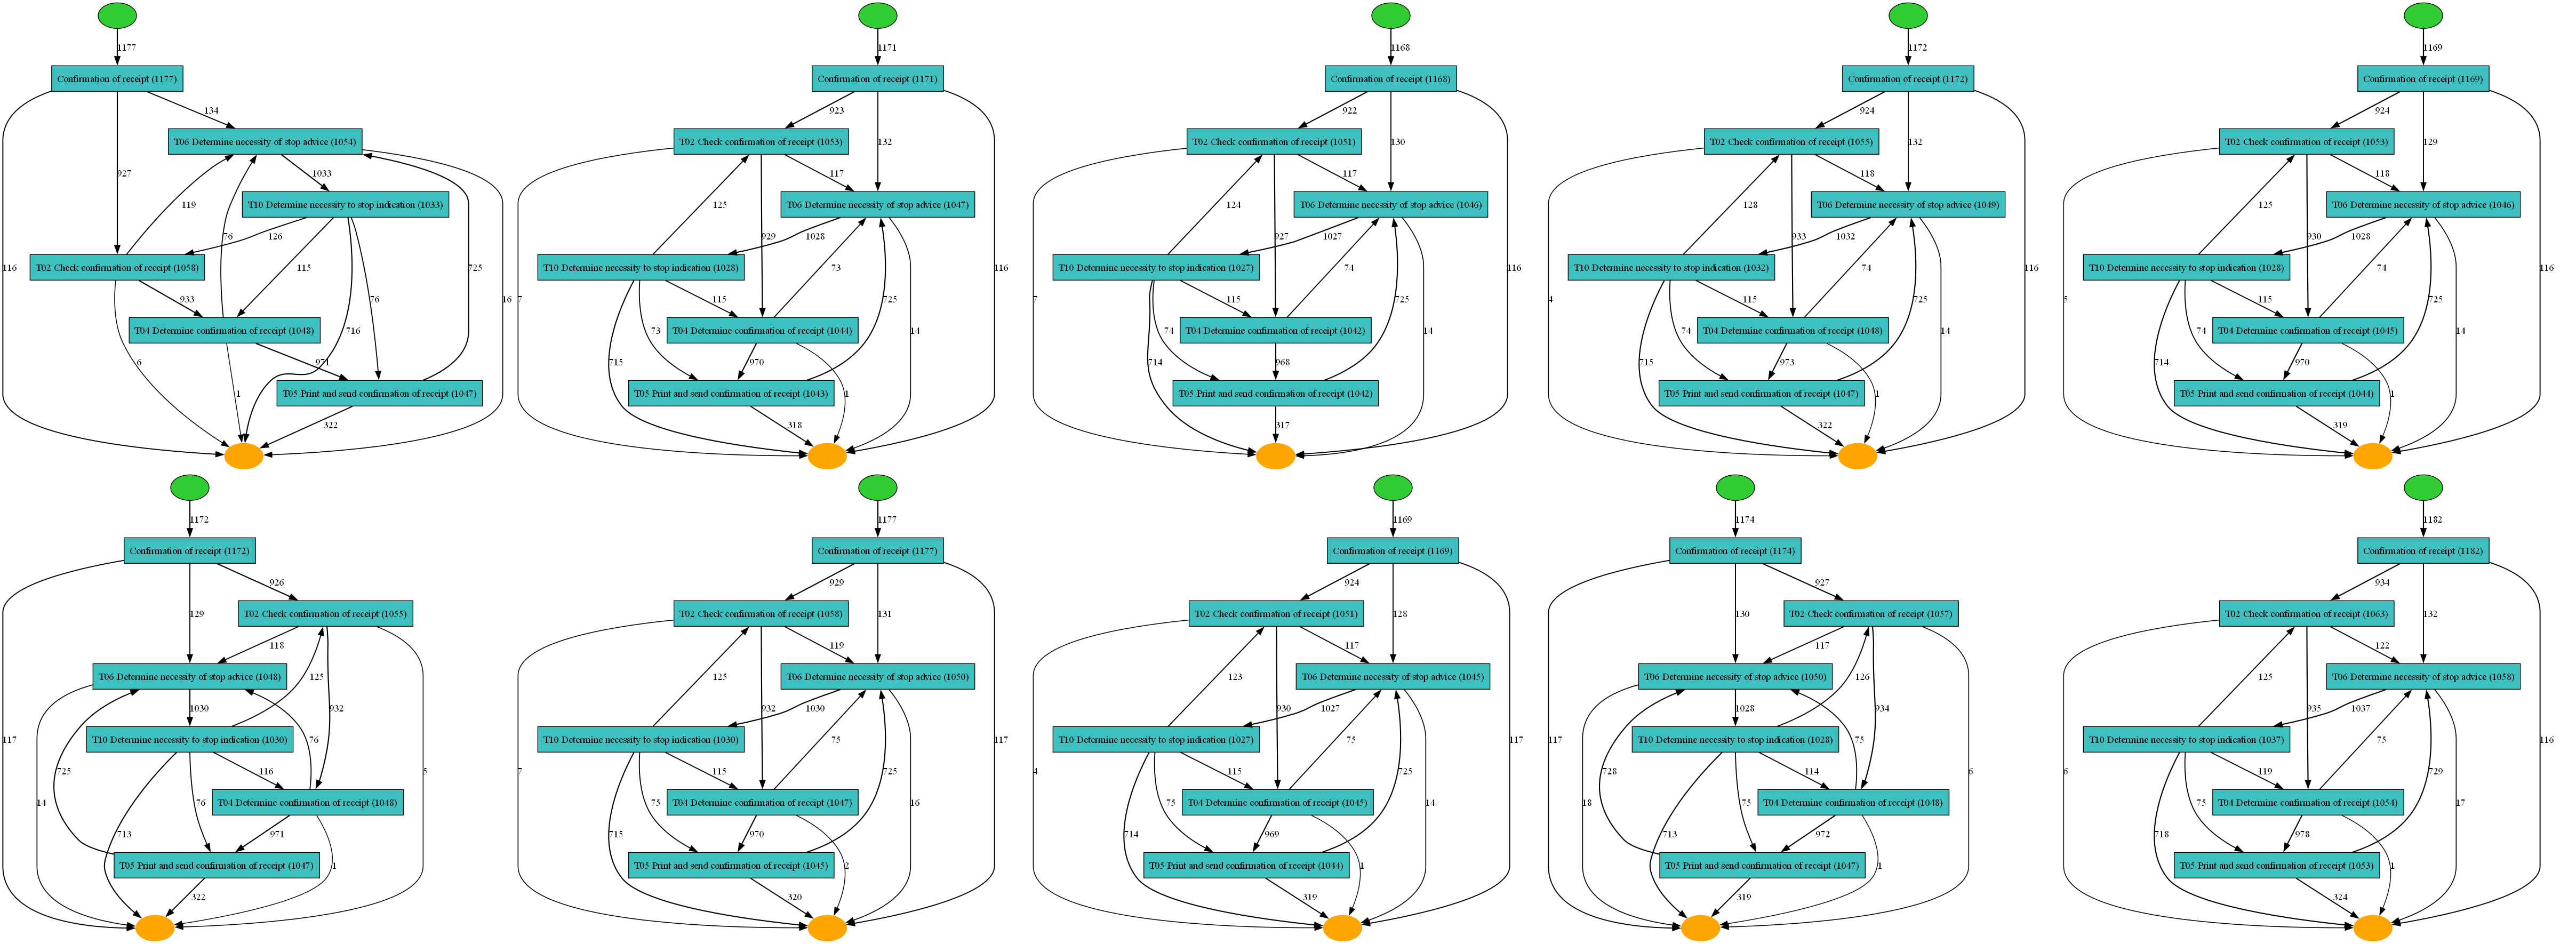 1177
Confirmation of receipt (1177)
134
T06 Determine necessity of stop advice (1054)
927
1033
119
T10 Determine necessity to stop indication (1033)
76
126
115
76
725
116
T02 Check confirmation of receipt (1058)
16
933
T04 Determine confirmation of receipt (1048)
716
6
971
1
T05 Print and send confirmation of receipt (1047)
322
1171
Confirmation of receipt (1171)
923
T02 Check confirmation of receipt (1053)
132
117
125
T06 Determine necessity of stop advice (1047)
929
1028
T10 Determine necessity to stop indication (1028)
116
7
115
73
725
73
T04 Determine confirmation of receipt (1044)
14
715
970
1
T05 Print and send confirmation of receipt (1043)
318
1168
Confirmation of receipt (1168)
922
T02 Check confirmation of receipt (1051)
130
117
124
T06 Determine necessity of stop advice (1046)
927
1027
T10 Determine necessity to stop indication (1027)
116
7
115
74
725
74
T04 Determine confirmation of receipt (1042)
14
714
968
T05 Print and send confirmation of receipt (1042)
317
1172
Confirmation of receipt (1172)
924
T02 Check confirmation of receipt (1055)
132
118
128
T06 Determine necessity of stop advice (1049)
933
1032
T10 Determine necessity to stop indication (1032)
116
4
115
74
725
74
T04 Determine confirmation of receipt (1048)
14
715
973
1
T05 Print and send confirmation of receipt (1047)
322
1169
Confirmation of receipt (1169)
924
T02 Check confirmation of receipt (1053)
129
118
125
T06 Determine necessity of stop advice (1046)
930
1028
T10 Determine necessity to stop indication (1028)
116
5
115
74
725
74
T04 Determine confirmation of receipt (1045)
14
714
970
1
T05 Print and send confirmation of receipt (1044)
319
1172
Confirmation of receipt (1172)
926
129
T02 Check confirmation of receipt (1055)
118
T06 Determine necessity of stop advice (1048)
125
932
1030
117
T10 Determine necessity to stop indication (1030)
76
725
116
5
14
76
T04 Determine confirmation of receipt (1048)
713
971
1
T05 Print and send confirmation of receipt (1047)
322
1177
Confirmation of receipt (1177)
929
T02 Check confirmation of receipt (1058)
131
119
125
T06 Determine necessity of stop advice (1050)
932
1030
T10 Determine necessity to stop indication (1030)
117
7
115
75
725
75
T04 Determine confirmation of receipt (1047)
16
715
970
2
T05 Print and send confirmation of receipt (1045)
320
1169
Confirmation of receipt (1169)
924
T02 Check confirmation of receipt (1051)
128
117
123
T06 Determine necessity of stop advice (1045)
930
1027
T10 Determine necessity to stop indication (1027)
117
4
115
75
725
75
T04 Determine confirmation of receipt (1045)
14
714
969
1
T05 Print and send confirmation of receipt (1044)
319
1174
Confirmation of receipt (1174)
927
130
T02 Check confirmation of receipt (1057)
117
T06 Determine necessity of stop advice (1050)
126
934
1028
117
T10 Determine necessity to stop indication (1028)
75
728
114
6
18
75
T04 Determine confirmation of receipt (1048)
713
972
1
T05 Print and send confirmation of receipt (1047)
319
1182
Confirmation of receipt (1182)
934
T02 Check confirmation of receipt (1063)
132
122
125
T06 Determine necessity of stop advice (1058)
935
1037
T10 Determine necessity to stop indication (1037)
116
6
119
75
729
75
T04 Determine confirmation of receipt (1054)
17
718
978
1
T05 Print and send confirmation of receipt (1053)
324